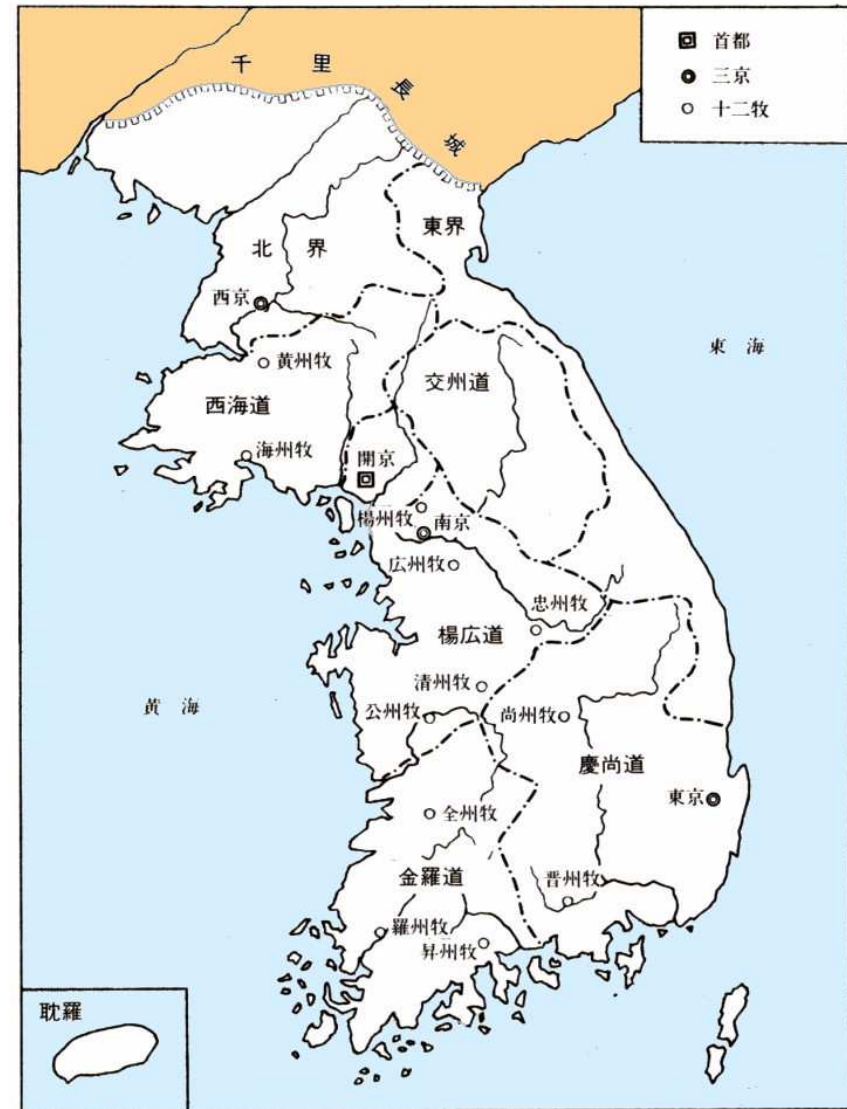 首都
三京
十二牧
千里長城
東界
北界
西京
東海
黄州牧
交州道
西海道
海州牧
開京
楊州牧
南京
広州牧
忠州牧
楊広道
清州牧
黄海
公州牧
尚州牧
慶尚道
東京
全州牧
晋州牧
金羅道
羅州牧
昇州牧
耽羅